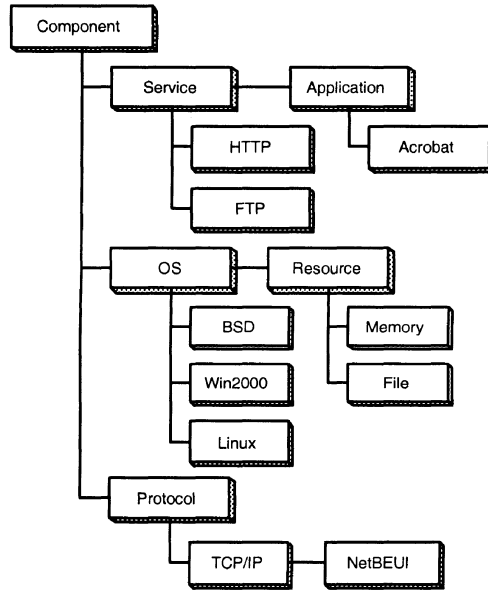 Component
Service
Application
HTTP
Acrobat
FTP
OS
Resource
BSD
Memory
Win2000
File
Linux
Protocol
TCP/IP
NetBEUI